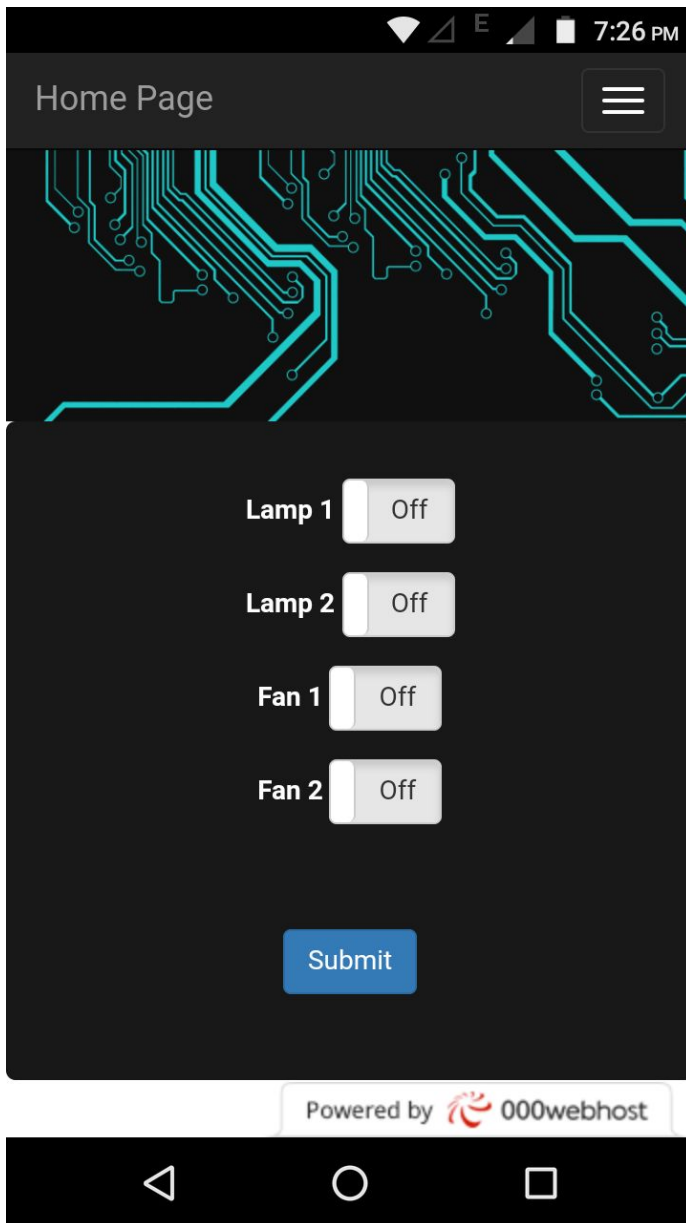 E 7:26 PM
Home Page
Lamp 1 Off
Lamp 2 Off
Fan 1 Off
Fan 2 Off
Submit
Powered by 000webhost